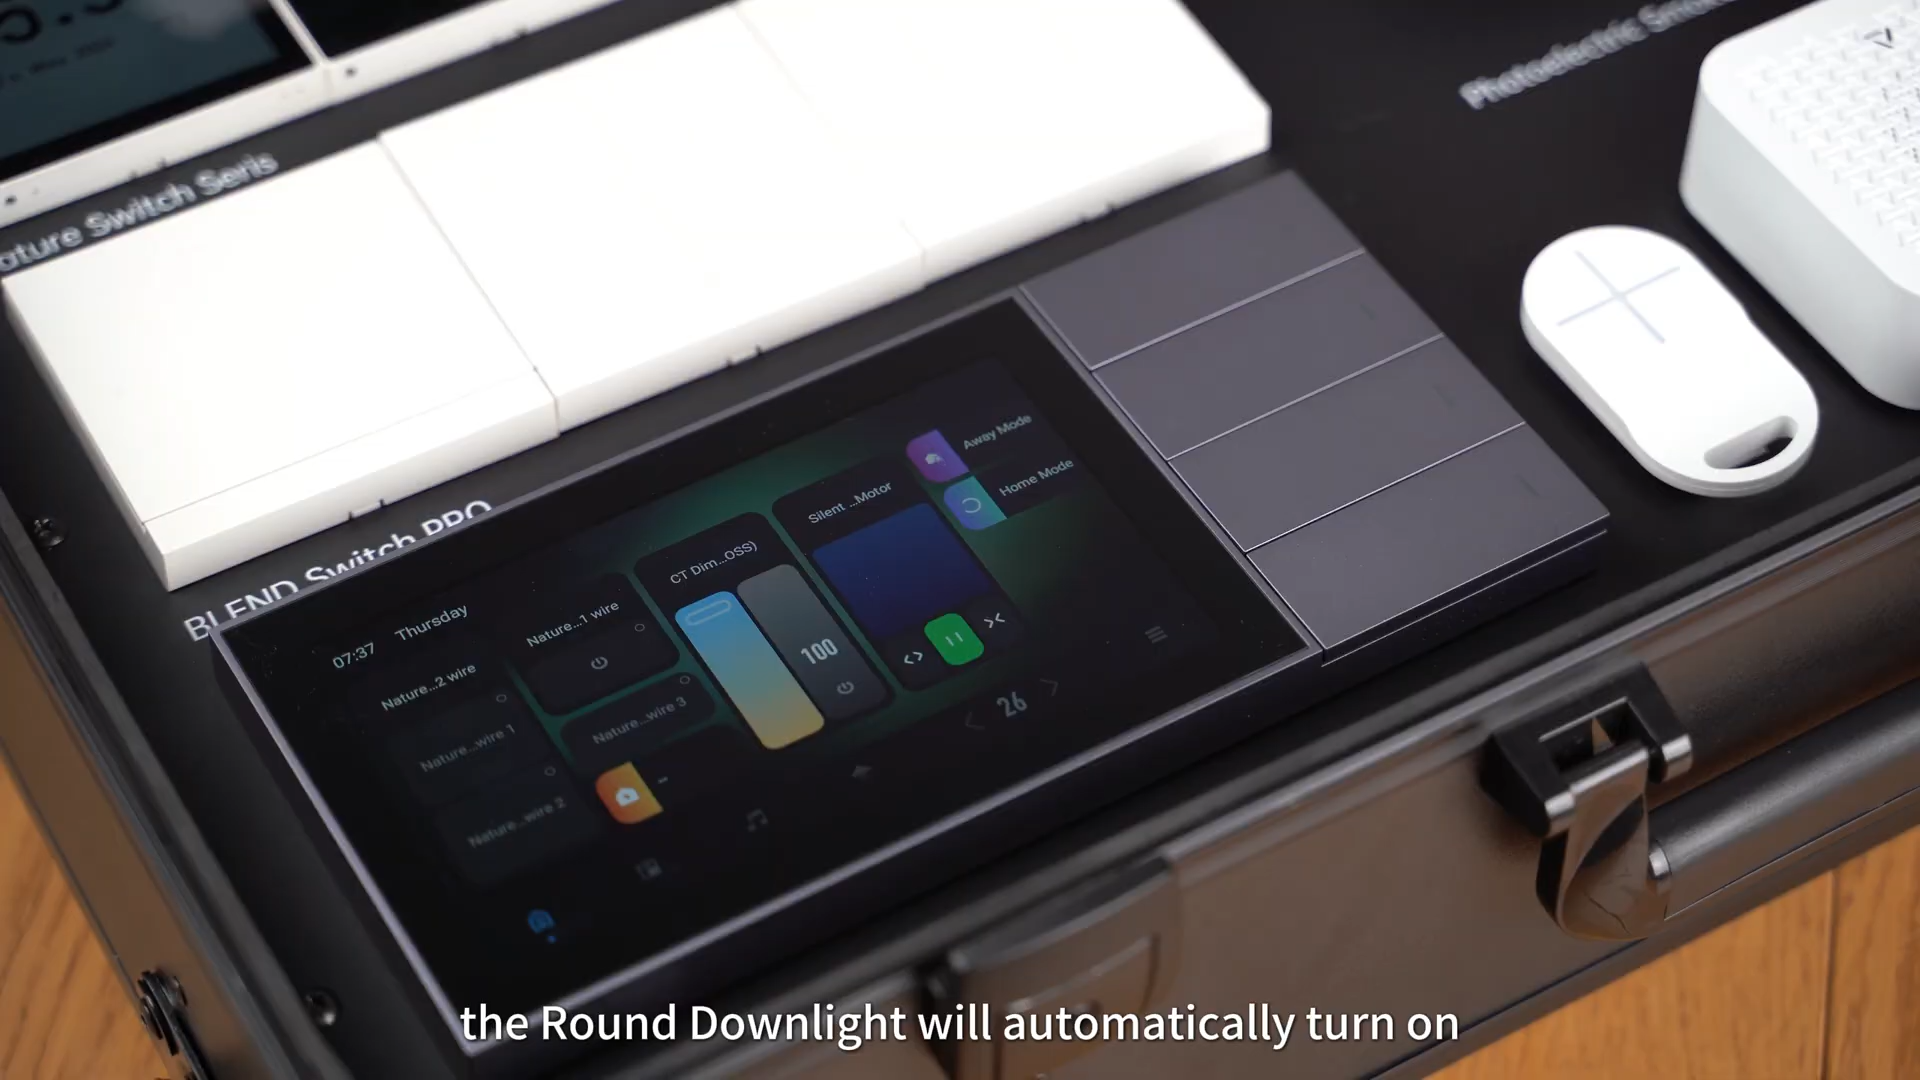 Photoelectric Smok
ature Switch Seris
BLEND Switch PRO
07:37 Thursday
Nature...2 wire
Nature...wire 1
Nature...wire 2
Nature...1 wire
Nature...wire 3
CT Dim...OSS)
100
Silent ...Motor
Away Mode
Home Mode
26
the Round Downlight will automatically turn on